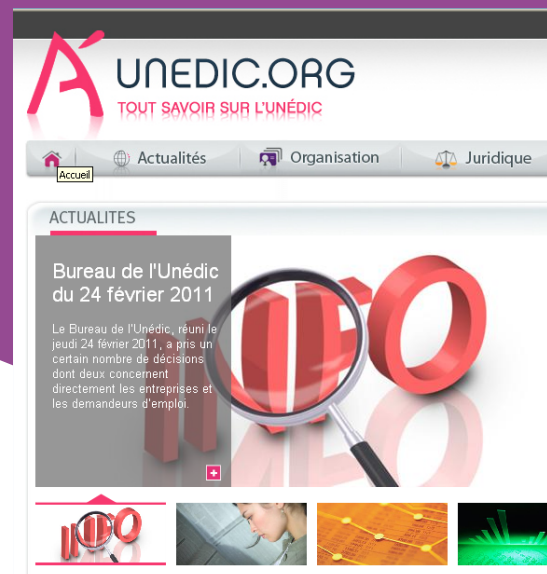 UNEDIC.ORG
TOUT SAVOIR SUR L'UNÉDIC
Actualités Organisation Juridique
Accueil
ACTUALITES
Bureau de l'Unédic
du 24 février 2011
Le Bureau de l'Unédic, réuni le
jeudi 24 février 2011, a pris un
certain nombre de décisions
dont deux concernent
directement les entreprises et
les demandeurs d'emploi.
INFO
INFO